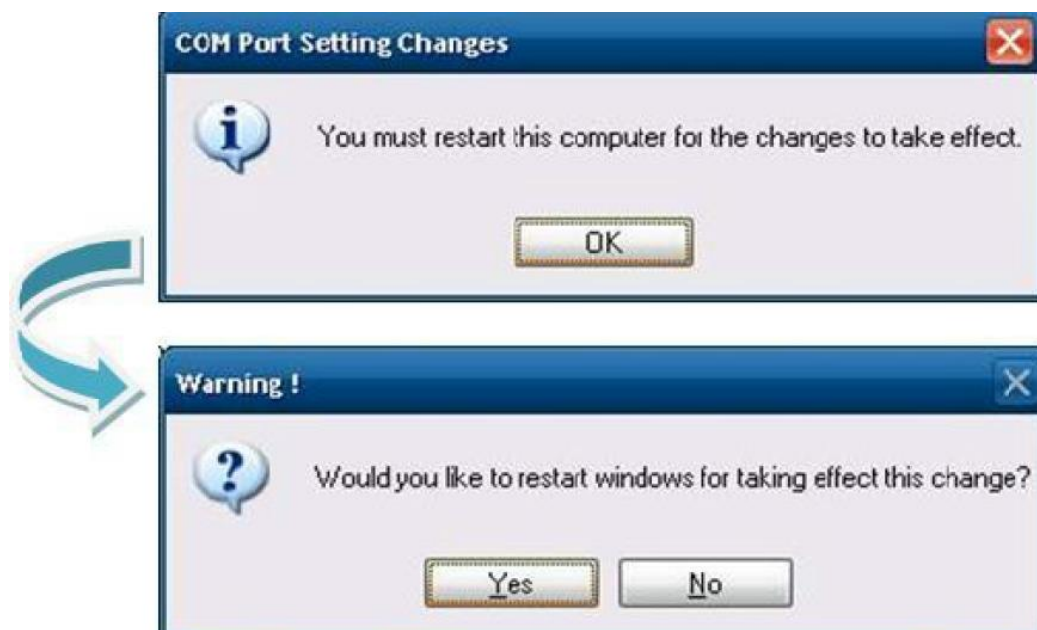 COM Port Setting Changes
You must restart this computer for the changes to take effect.
OK
Warning !
Would you like to restart windows for taking effect this change?
Yes
No